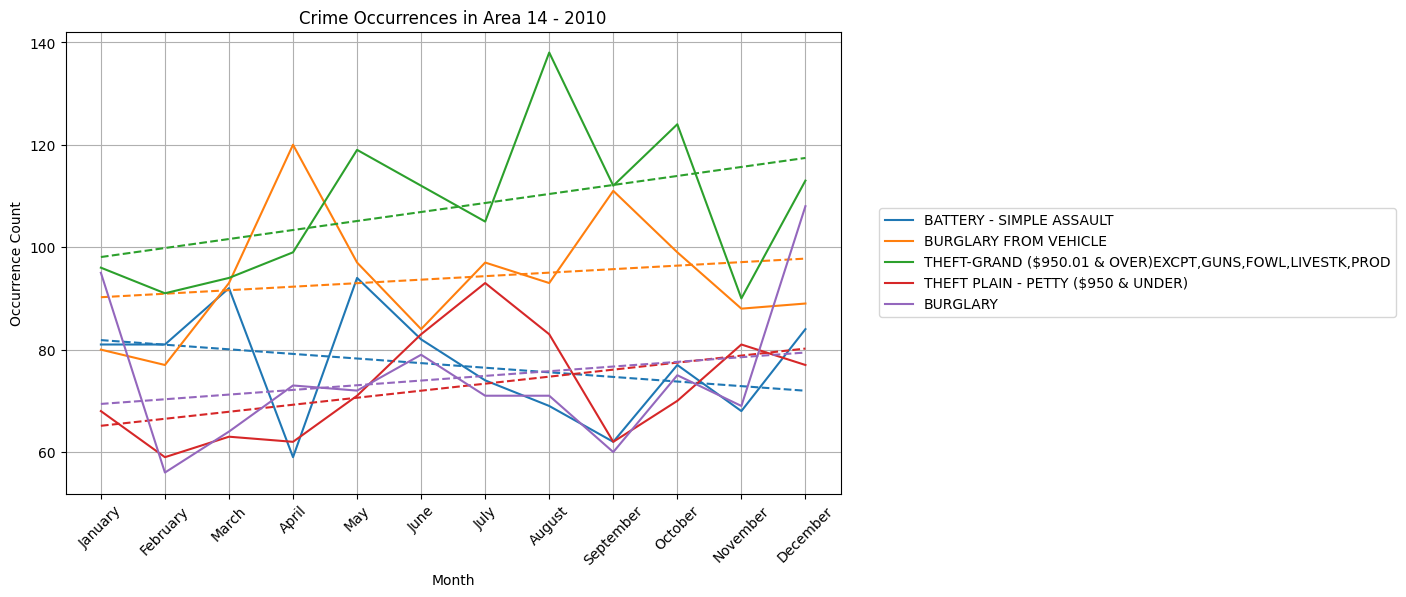 Crime Occurrences in Area 14 - 2010
Occurrence Count
140
120
100
80
60
January
February
March
April
May
June
July
August
September
October
November
December
Month
BATTERY - SIMPLE ASSAULT
BURGLARY FROM VEHICLE
THEFT-GRAND ($950.01 & OVER)EXCPT,GUNS,FOWL,LIVESTK,PROD
THEFT PLAIN - PETTY ($950 & UNDER)
BURGLARY